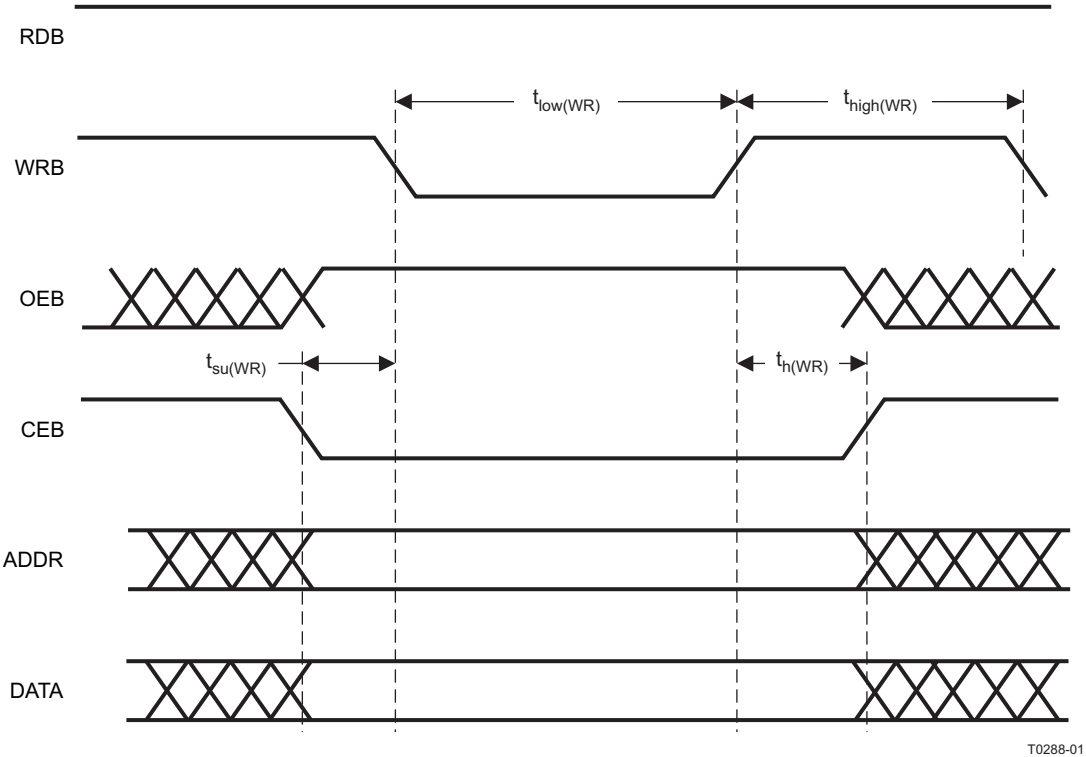 RDB
t_low(WR)
t_high(WR)
WRB
OEB
t_su(WR)
t_h(WR)
CEB
ADDR
DATA
T0288-01